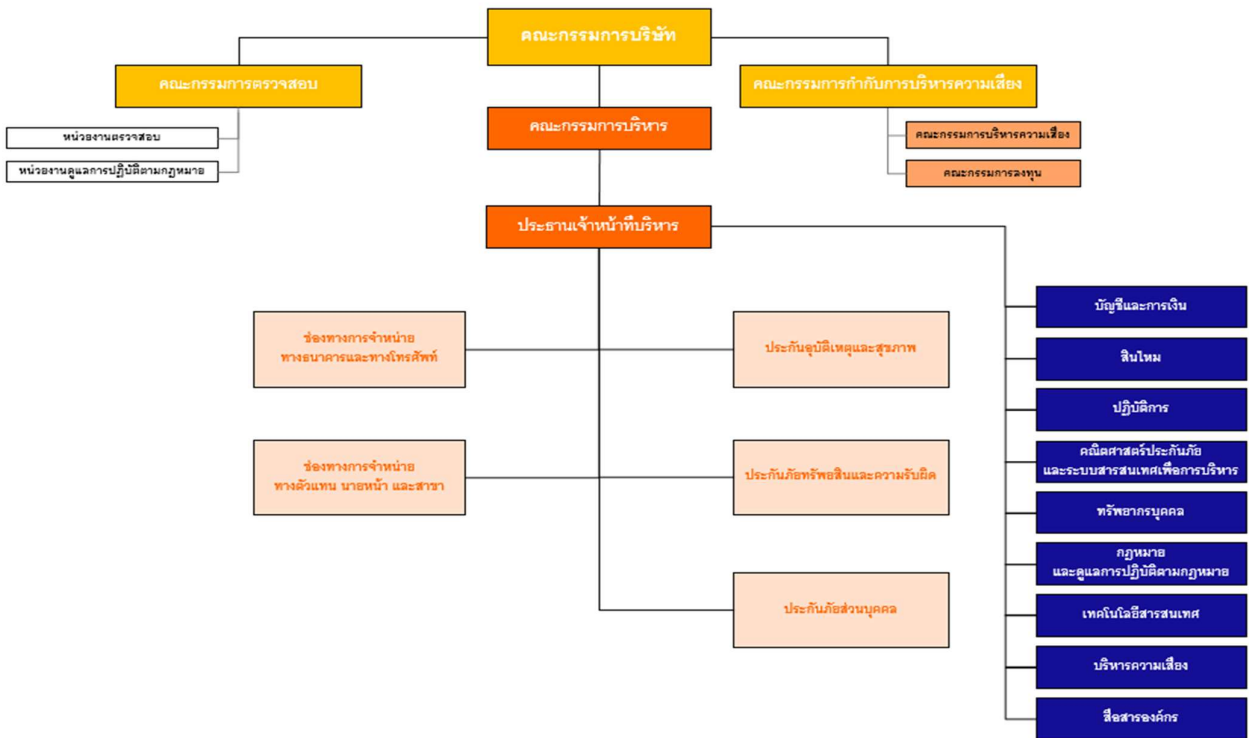 คณะกรรมการบริษัท
คณะกรรมการตรวจสอบ
คณะกรรมการกำกับการบริหารความเสี่ยง
หน่วยงานตรวจสอบ
หน่วยงานดูแลการปฏิบัติตามกฎหมาย
คณะกรรมการบริหาร
คณะกรรมการบริหารความเสี่ยง
คณะกรรมการลงทุน
ประธานเจ้าหน้าที่บริหาร
ช่องทางการจำหน่าย
ทางธนาคารและทางโทรศัพท์
ประกันอุบัติเหตุและสุขภาพ
ช่องทางการจำหน่าย
ทางตัวแทน นายหน้า และสาขา
ประกันภัยทรัพย์สินและความรับผิด
ประกันภัยส่วนบุคคล
บัญชีและการเงิน
สินไหม
ปฏิบัติการ
คณิตศาสตร์ประกันภัย
และระบบสารสนเทศเพื่อการบริหาร
ทรัพยากรบุคคล
กฎหมาย
และดูแลการปฏิบัติตามกฎหมาย
เทคโนโลยีสารสนเทศ
บริหารความเสี่ยง
สื่อสารองค์กร